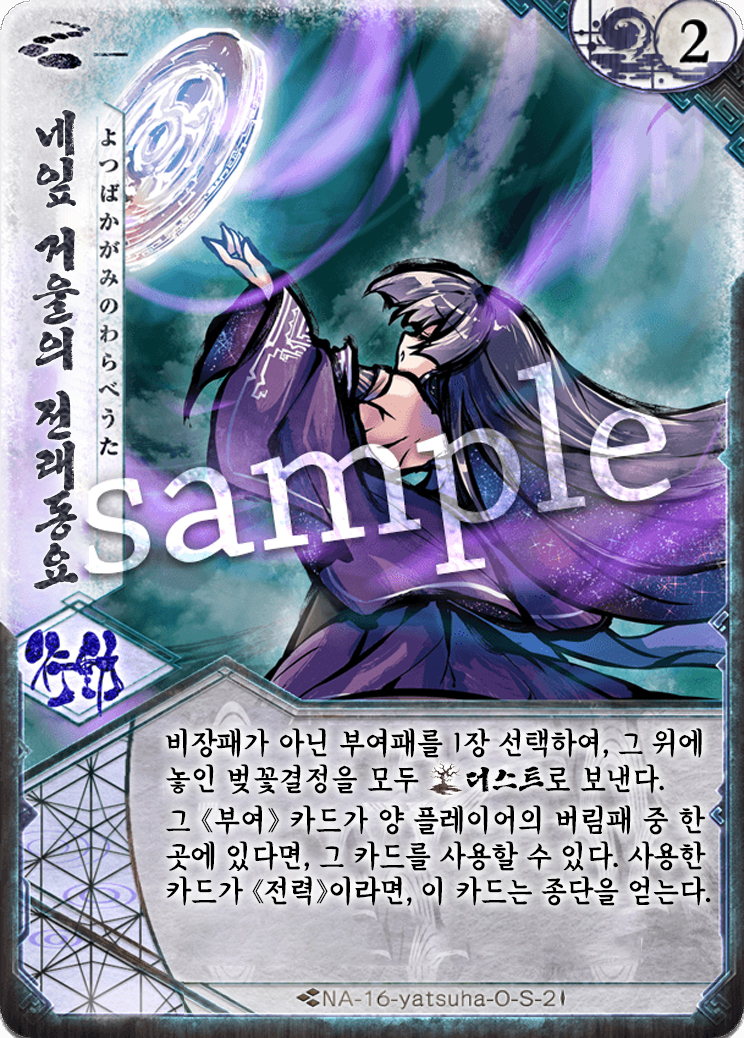 2
네잎 거울의 전래동요
よつばかがみのわらべうた
sample
行動
비장패가 아닌 부여패를 1장 선택하여, 그 위에
놓인 벚꽃결정을 모두 더스트로 보낸다.
그 《부여》 카드가 양 플레이어의 버림패 중 한
곳에 있다면, 그 카드를 사용할 수 있다. 사용한
카드가 《전력》이라면, 이 카드는 종단을 얻는다.
NA-16-yatsuha-O-S-2